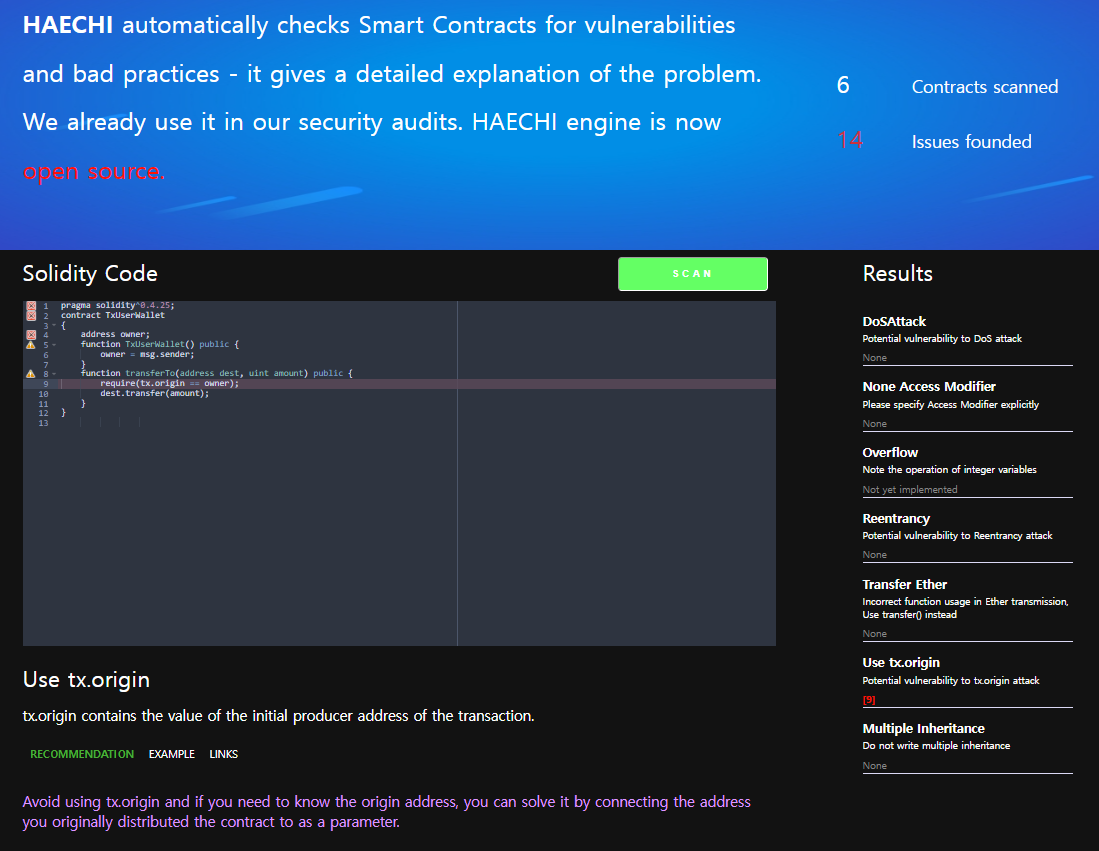 HAECHI automatically checks Smart Contracts for vulnerabilities
and bad practices - it gives a detailed explanation of the problem.
We already use it in our security audits. HAECHI engine is now
open source.
6 Contracts scanned
14 Issues founded
Solidity Code
SCAN
1 pragma solidity^0.4.25;
2 contract TxUserWallet
3 {
4 address owner;
5 function TxUserWallet() public {
6 owner = msg.sender;
7 }
8 function transferTo(address dest, uint amount) public {
9 require(tx.origin == owner);
10 dest.transfer(amount);
11 }
12 }
13
Use tx.origin
tx.origin contains the value of the initial producer address of the transaction.
RECOMMENDATION EXAMPLE LINKS
Avoid using tx.origin and if you need to know the origin address, you can solve it by connecting the address
you originally distributed the contract to as a parameter.
Results
DoSAttack
Potential vulnerability to DoS attack
None
None Access Modifier
Please specify Access Modifier explicitly
None
Overflow
Note the operation of integer variables
Not yet implemented
Reentrancy
Potential vulnerability to Reentrancy attack
None
Transfer Ether
Incorrect function usage in Ether transmission,
Use transfer() instead
None
Use tx.origin
Potential vulnerability to tx.origin attack
[9]
Multiple Inheritance
Do not write multiple inheritance
None